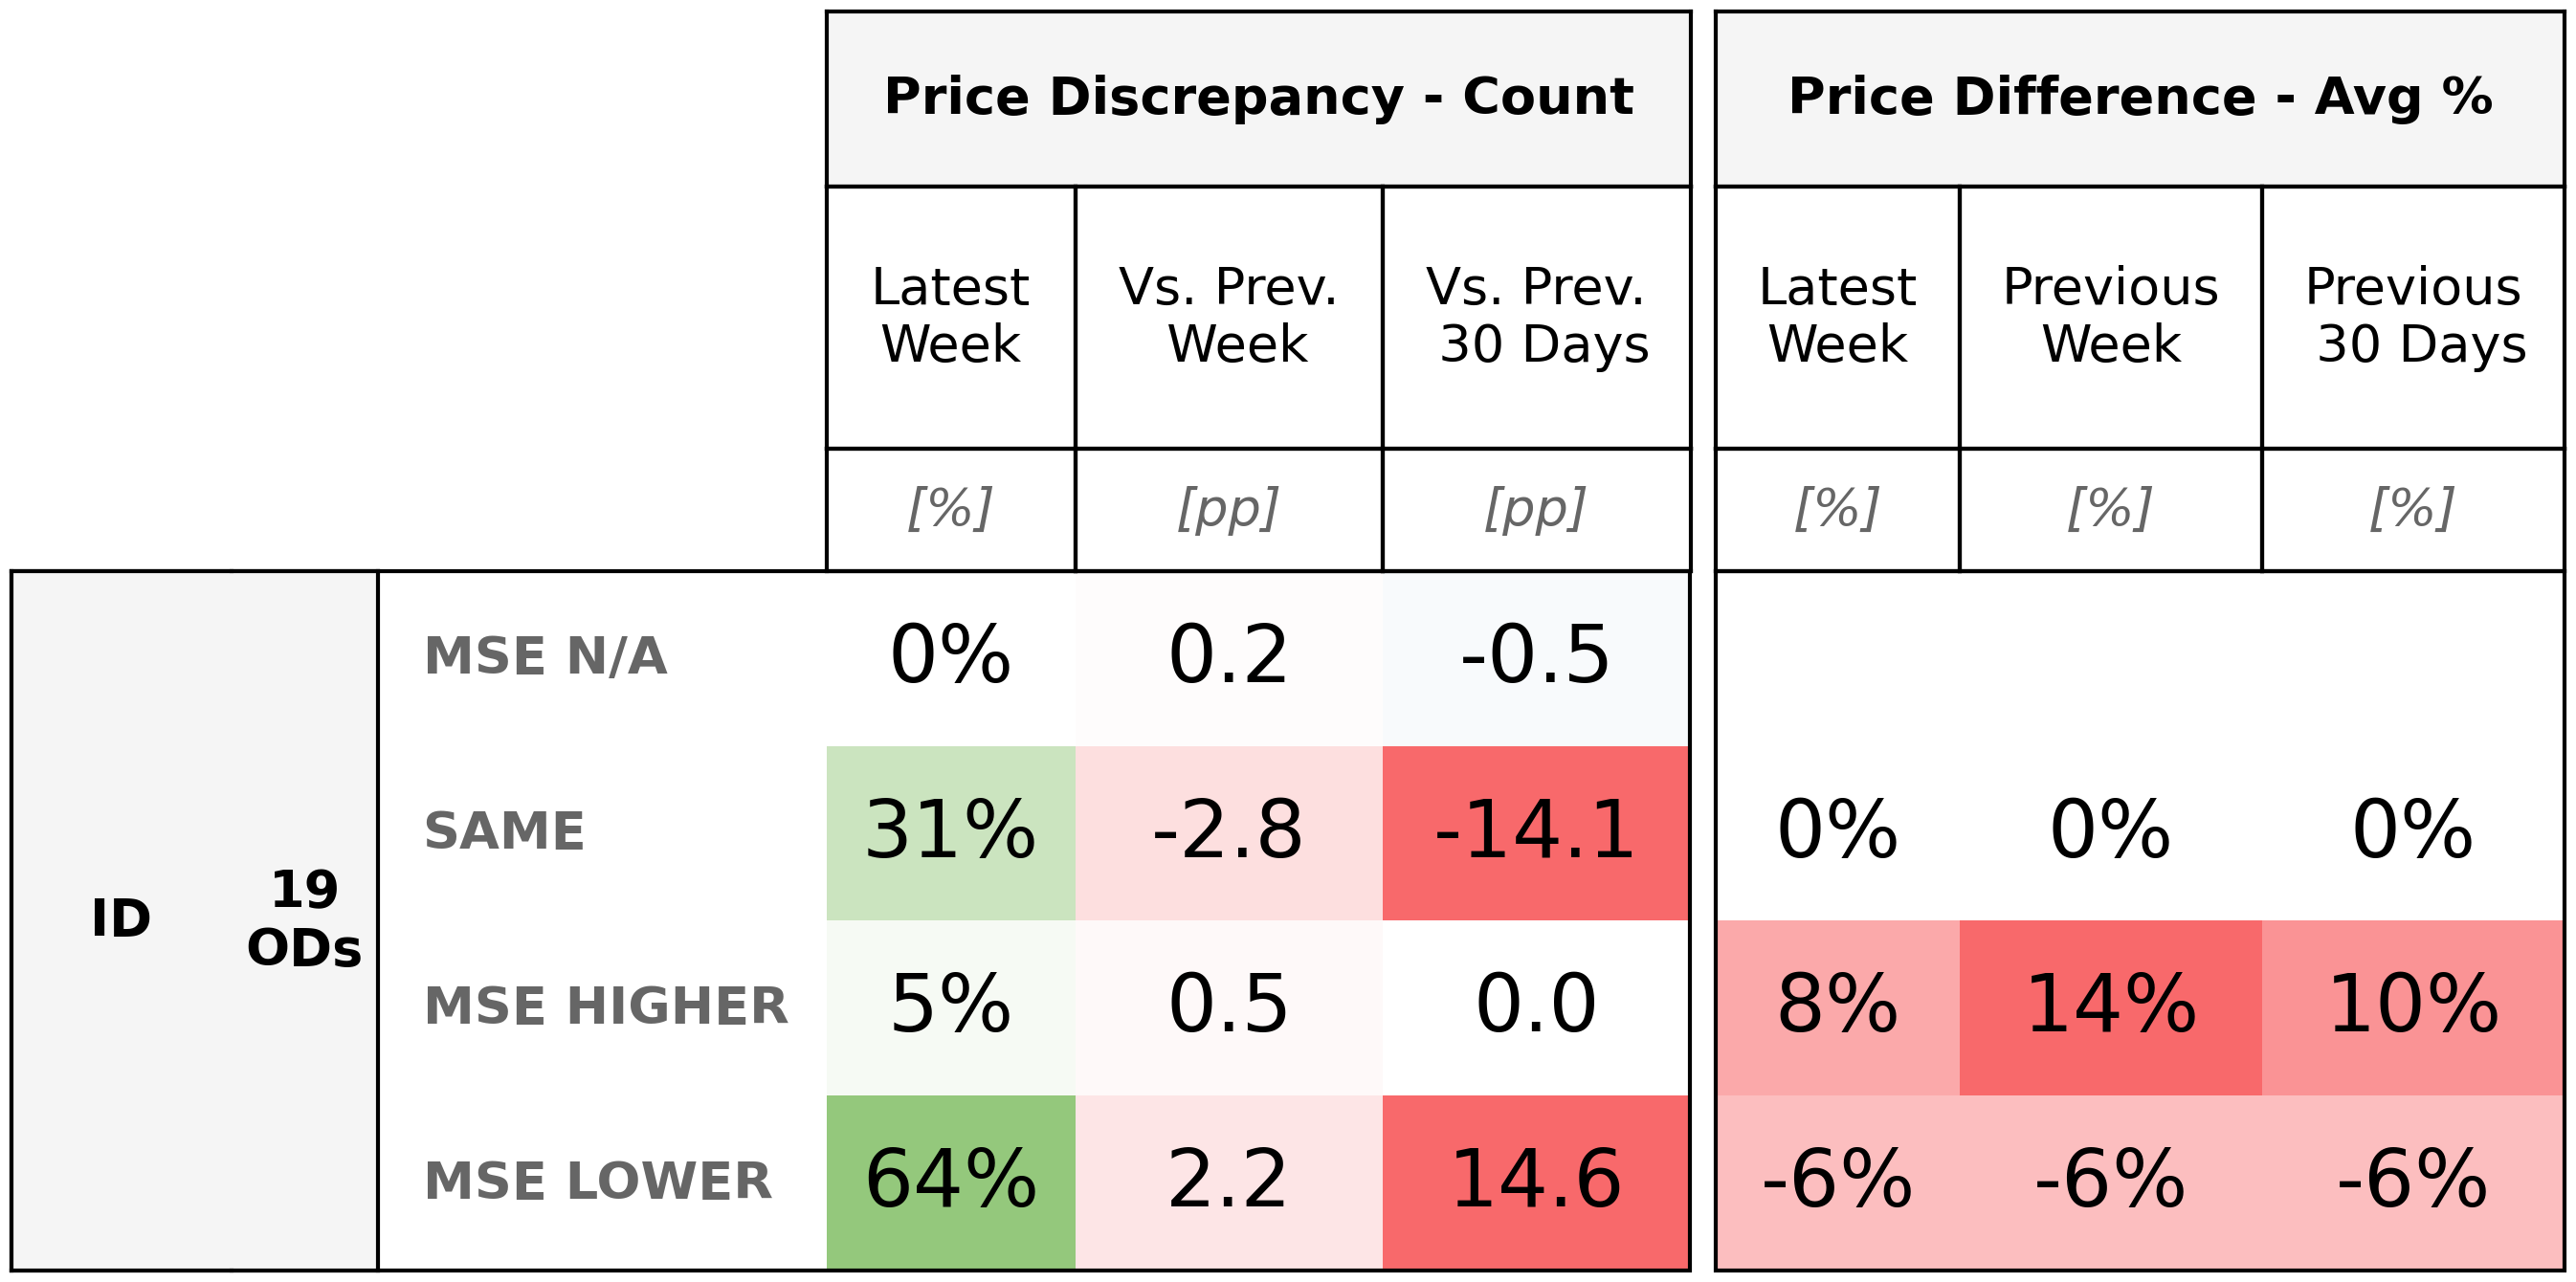 Price Discrepancy - Count
Price Difference - Avg %
Latest Week
Vs. Prev. Week
Vs. Prev. 30 Days
Latest Week
Previous Week
Previous 30 Days
[%] [pp] [pp] [%] [%] [%]
ID
19 ODs
MSE N/A 0% 0.2 -0.5
SAME 31% -2.8 -14.1 0% 0% 0%
MSE HIGHER 5% 0.5 0.0 8% 14% 10%
MSE LOWER 64% 2.2 14.6 -6% -6% -6%